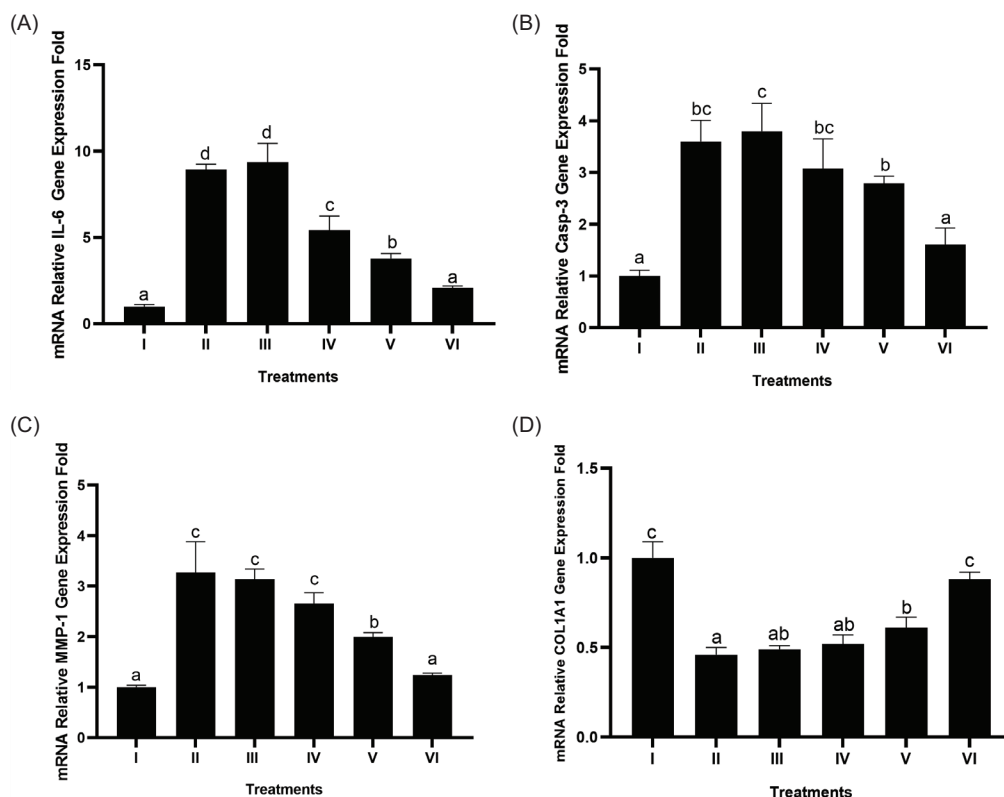 (A)
mRNA Relative IL-6 Gene Expression Fold
15
10
5
0
a
d
d
c
b
a
I II III IV V VI
Treatments
(B)
mRNA Relative Casp-3 Gene Expression Fold
5
4
3
2
1
0
a
bc
c
bc
b
a
I II III IV V VI
Treatments
(C)
mRNA Relative MMP-1 Gene Expression Fold
5
4
3
2
1
0
a
c
c
c
b
a
I II III IV V VI
Treatments
(D)
mRNA Relative COL1A1 Gene Expression Fold
1.5
1.0
0.5
0.0
c
a
ab
ab
b
c
I II III IV V VI
Treatments